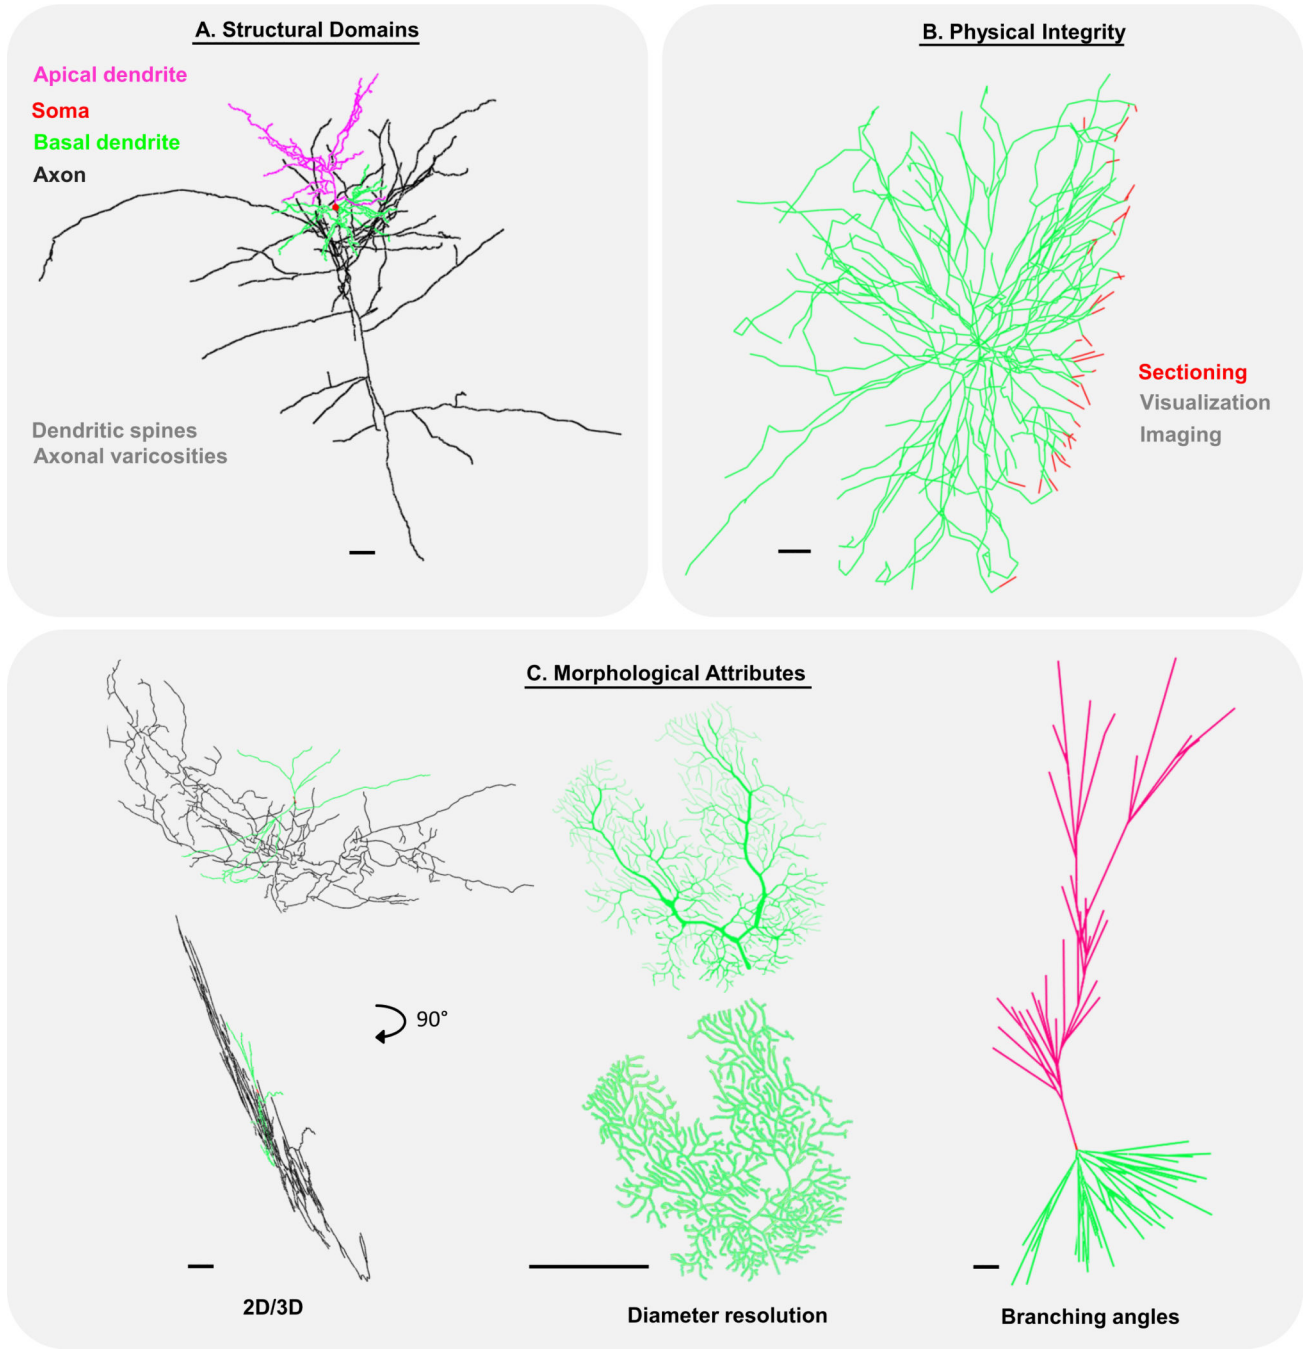 A. Structural Domains
Apical dendrite
Soma
Basal dendrite
Axon
Dendritic spines
Axonal varicosities
B. Physical Integrity
Sectioning
Visualization
Imaging
C. Morphological Attributes
90°
2D/3D
Diameter resolution
Branching angles